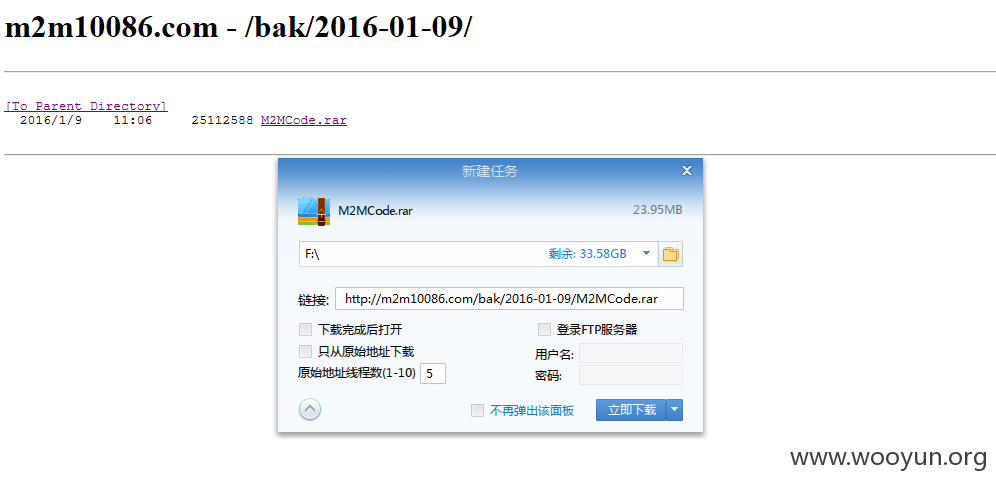 m2m10086.com - /bak/2016-01-09/
[To Parent Directory]
2016/1/9 11:06 25112588 M2MCode.rar
新建任务
M2MCode.rar 23.95MB
F:\ 剩余: 33.58GB
链接: http://m2m10086.com/bak/2016-01-09/M2MCode.rar
下载完成后打开 登录FTP服务器
只从原始地址下载 用户名:
原始地址线程数(1-10) 5 密码:
不再弹出该面板 立即下载
www.wooyun.org